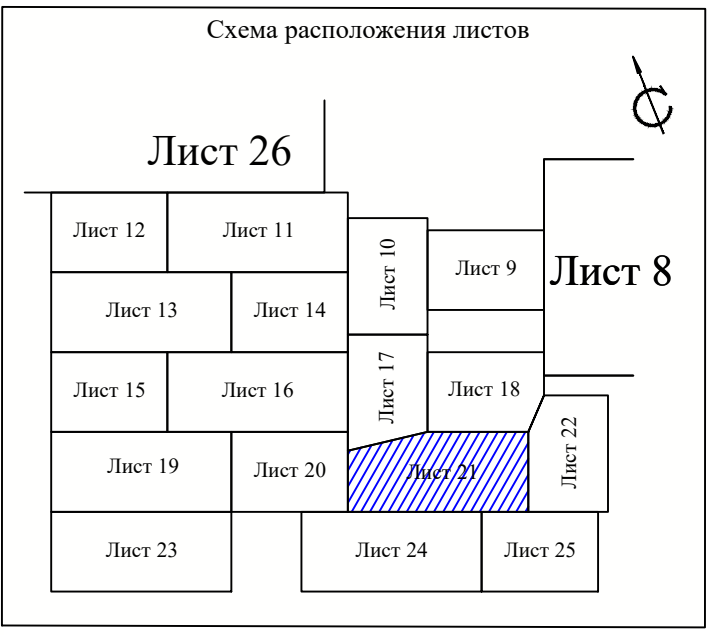 Схема расположения листов
С
Лист 26
Лист 12
Лист 11
Лист 10
Лист 9
Лист 8
Лист 13
Лист 14
Лист 17
Лист 15
Лист 16
Лист 18
Лист 22
Лист 19
Лист 20
Лист 21
Лист 23
Лист 24
Лист 25